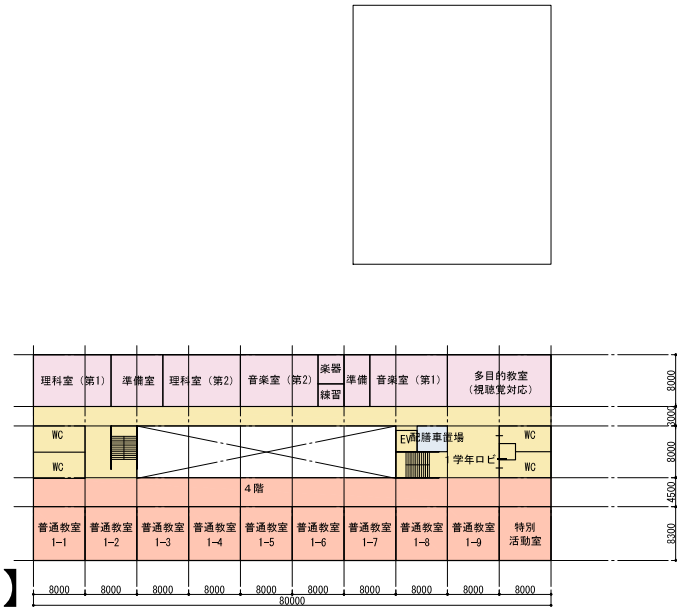 理科室(第1)
準備室
理科室(第2)
音楽室(第2)
楽器
練習
準備
音楽室(第1)
多目的教室
(視聴覚対応)
8000
3000
WC
WC
EV
配膳車置場
1学年ロビー
WC
WC
8000
4階
4500
普通教室
1-1
普通教室
1-2
普通教室
1-3
普通教室
1-4
普通教室
1-5
普通教室
1-6
普通教室
1-7
普通教室
1-8
普通教室
1-9
特別
活動室
8300
】
8000 8000 8000 8000 8000 8000 8000 8000 8000 8000
80000